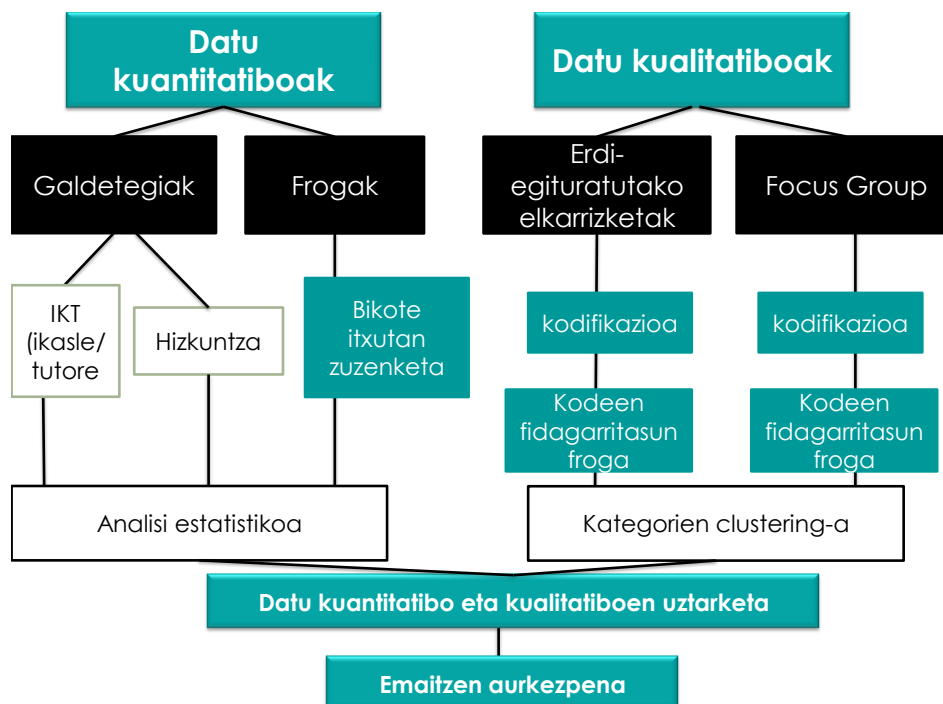 Datu
kuantitatiboak
Datu kualitatiboak
Galdetegiak
Frogak
Erdi-
egituratutako
elkarrizketak
Focus Group
IKT
(ikasle/
tutore
Hizkuntza
Bikote
itxutan
zuzenketa
kodifikazioa
kodifikazioa
Kodeen
fidagarritasun
froga
Kodeen
fidagarritasun
froga
Analisi estatistikoa
Kategorien clustering-a
Datu kuantitatibo eta kualitatiboen uztarketa
Emaitzen aurkezpena